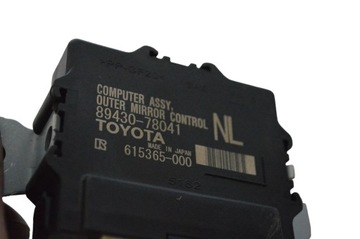 COMPUTER ASSY,
OUTER MIRROR CONTROL
89430-78041 NL
TOYOTA
MADE IN JAPAN
615365-000